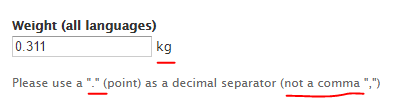 Weight (all languages)
0.311 kg
Please use a "." (point) as a decimal separator (not a comma ",")